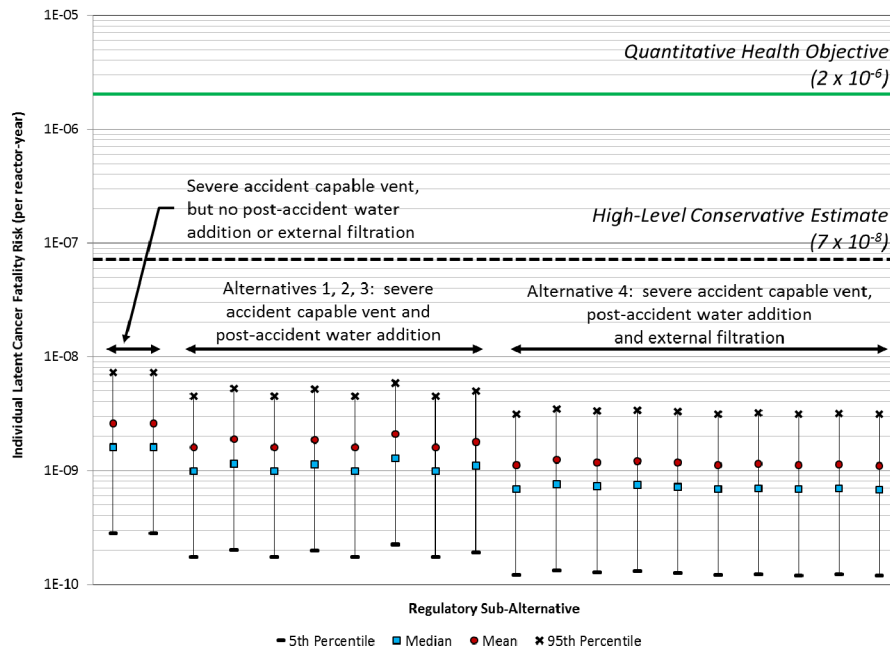 1E-05
Quantitative Health Objective
(2 x 10⁻⁶)
1E-06
Severe accident capable vent,
but no post-accident water
addition or external filtration
High-Level Conservative Estimate
(7 x 10⁻⁸)
1E-07
Alternatives 1, 2, 3: severe
accident capable vent and
post-accident water addition
Alternative 4: severe accident capable vent,
post-accident water addition
and external filtration
1E-08
1E-09
1E-10
Individual Latent Cancer Fatality Risk (per reactor-year)
Regulatory Sub-Alternative
5th Percentile Median Mean 95th Percentile